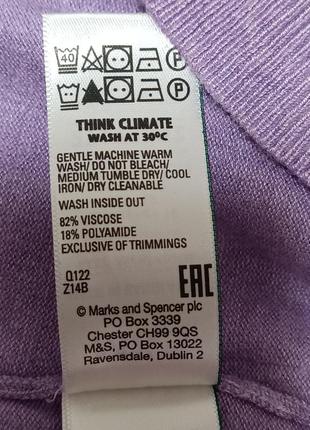 40 P
P
THINK CLIMATE
WASH AT 30°C
GENTLE MACHINE WARM
WASH/ DO NOT BLEACH/
MEDIUM TUMBLE DRY/ COOL
IRON/ DRY CLEANABLE
WASH INSIDE OUT
82% VISCOSE
18% POLYAMIDE
EXCLUSIVE OF TRIMMINGS
Q122
Z14B
EAC
© Marks and Spencer plc
PO Box 3339
Chester CH99 9QS
M&S, PO Box 13022
Ravensdale, Dublin 2